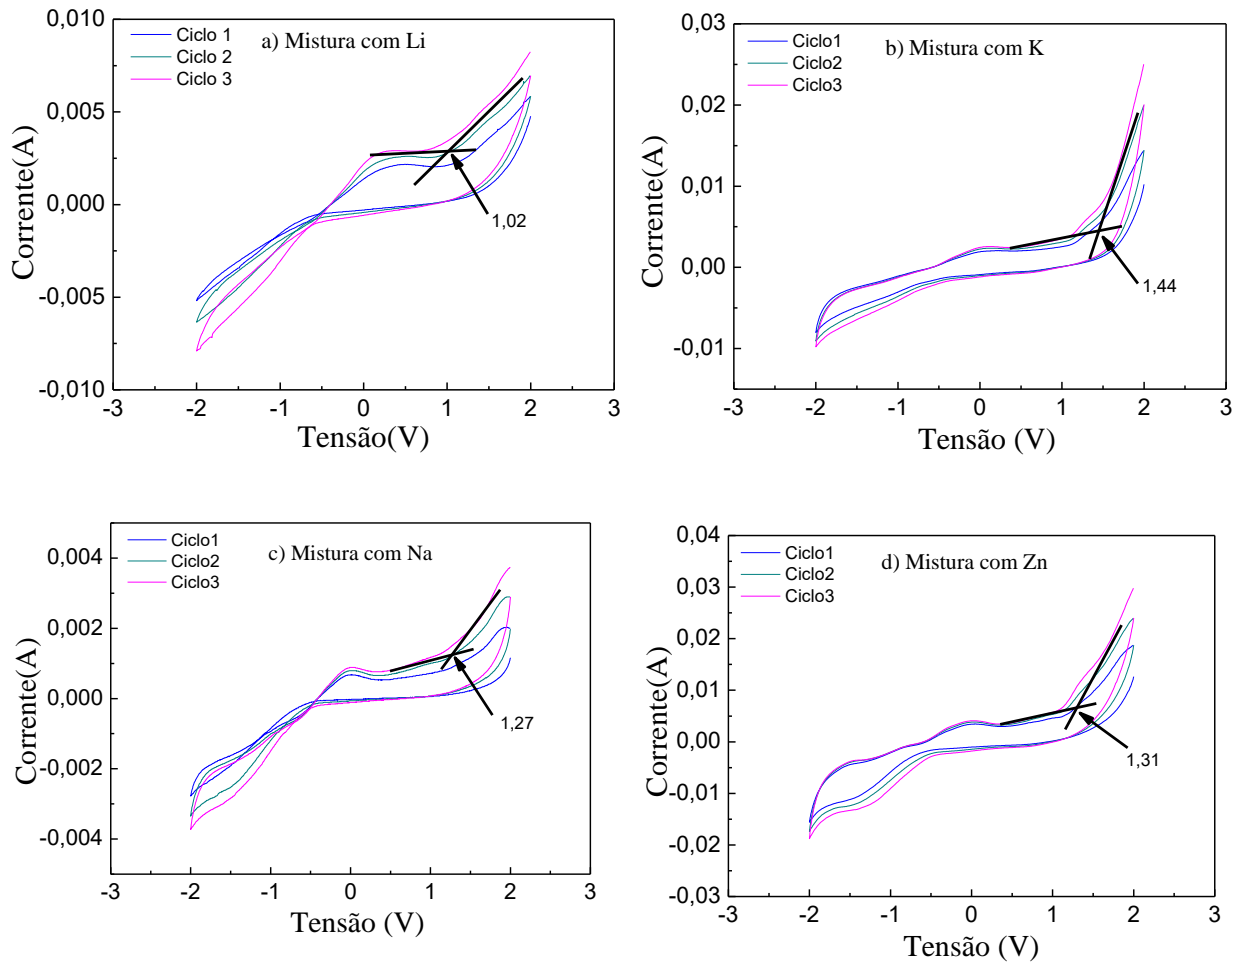 a) Mistura com Li
Ciclo 1
Ciclo 2
Ciclo 3
0,010
0,005
0,000
-0,005
-0,010
Corrente(A)
1,02
-3 -2 -1 0 1 2 3
Tensão(V)
b) Mistura com K
Ciclo1
Ciclo2
Ciclo3
0,03
0,02
0,01
0,00
-0,01
Corrente(A)
1,44
-3 -2 -1 0 1 2 3
Tensão (V)
c) Mistura com Na
Ciclo1
Ciclo2
Ciclo3
0,004
0,002
0,000
-0,002
-0,004
Corrente(A)
1,27
-3 -2 -1 0 1 2 3
Tensão (V)
d) Mistura com Zn
Ciclo1
Ciclo2
Ciclo3
0,04
0,03
0,02
0,01
0,00
-0,01
-0,02
-0,03
Corrente(A)
1,31
-3 -2 -1 0 1 2 3
Tensão (V)